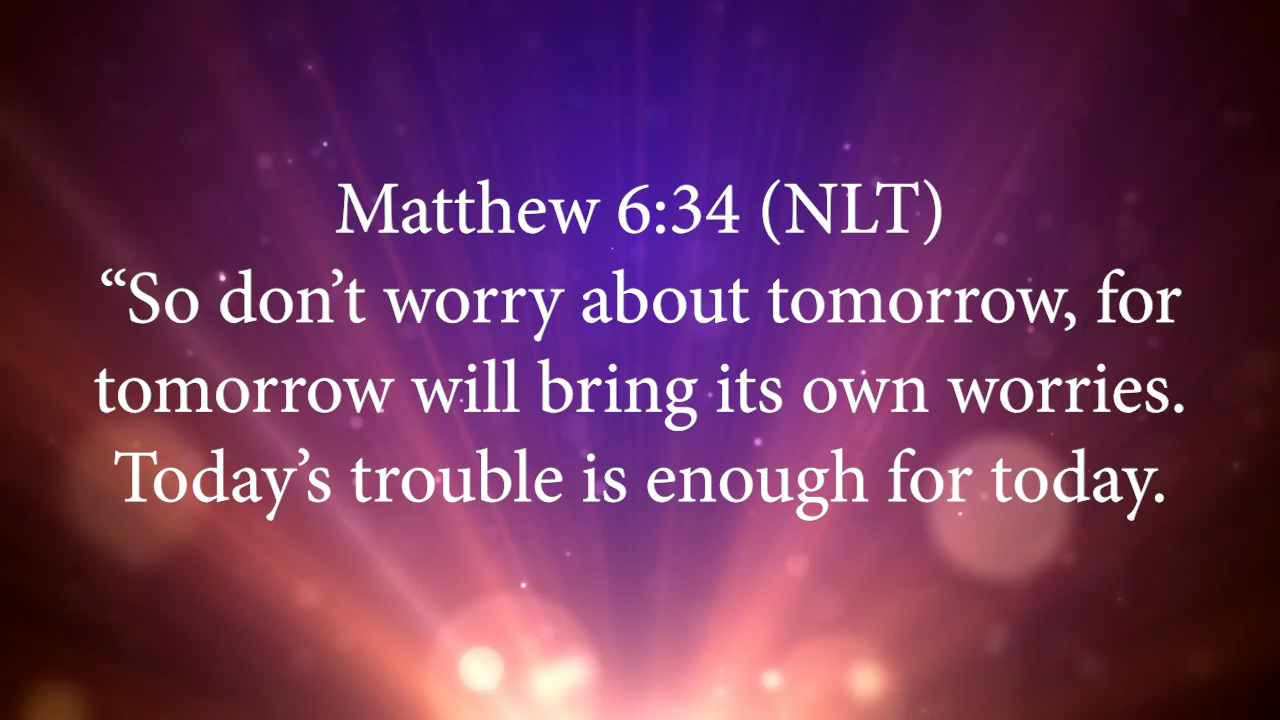 Matthew 6:34 (NLT)
“So don’t worry about tomorrow, for
tomorrow will bring its own worries.
Today’s trouble is enough for today.